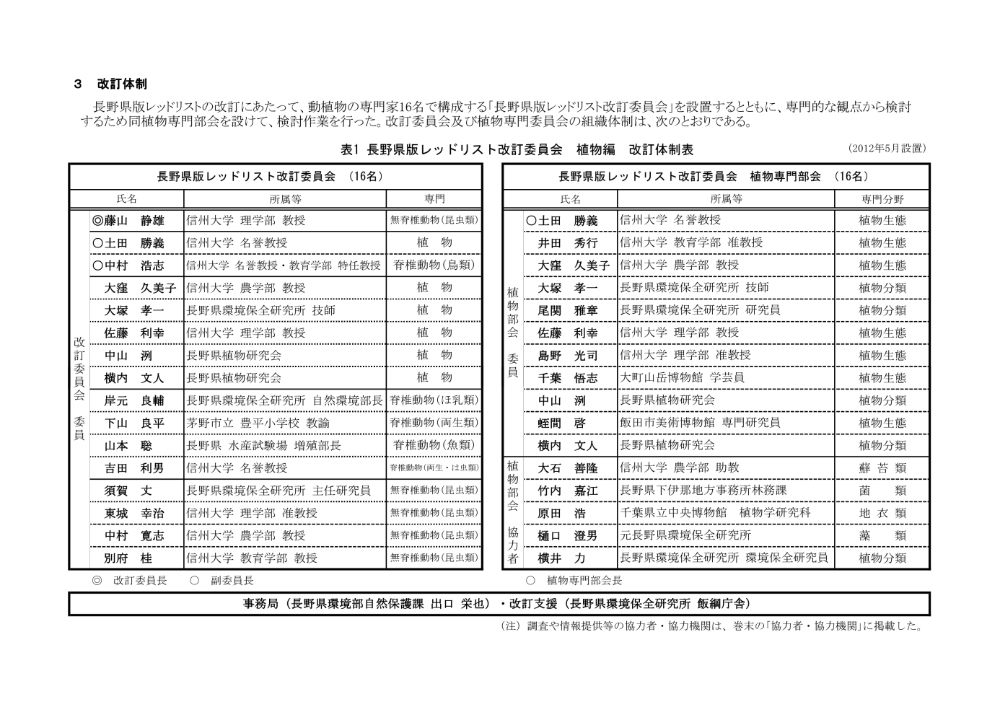 3 改訂体制
長野県版レッドリストの改訂にあたって、動植物の専門家16名で構成する「長野県版レッドリスト改訂委員会」を設置するとともに、専門的な観点から検討
するため同植物専門部会を設けて、検討作業を行った。改訂委員会及び植物専門委員会の組織体制は、次のとおりである。
表1 長野県版レッドリスト改訂委員会 植物編 改訂体制表
（2012年5月設置）
長野県版レッドリスト改訂委員会 （16名）
氏名 所属等 専門
改訂委員会 委員
◎藤山 静雄 信州大学 理学部 教授 無脊椎動物（昆虫類）
○土田 勝義 信州大学 名誉教授 植 物
○中村 浩志 信州大学 名誉教授・教育学部 特任教授 脊椎動物（鳥類）
大窪 久美子 信州大学 農学部 教授 植 物
大塚 孝一 長野県環境保全研究所 技師 植 物
佐藤 利幸 信州大学 理学部 教授 植 物
中山 洌 長野県植物研究会 植 物
横内 文人 長野県植物研究会 植 物
岸元 良輔 長野県環境保全研究所 自然環境部長 脊椎動物（ほ乳類）
下山 良平 茅野市立 豊平小学校 教諭 脊椎動物（両生類）
山本 聡 長野県 水産試験場 増殖部長 脊椎動物（魚類）
吉田 利男 信州大学 名誉教授 脊椎動物（両生・は虫類）
須賀 丈 長野県環境保全研究所 主任研究員 無脊椎動物（昆虫類）
東城 幸治 信州大学 理学部 准教授 無脊椎動物（昆虫類）
中村 寛志 信州大学 農学部 教授 無脊椎動物（昆虫類）
別府 桂 信州大学 教育学部 教授 無脊椎動物（昆虫類）
◎ 改訂委員長 ○ 副委員長
長野県版レッドリスト改訂委員会 植物専門部会 （16名）
氏名 所属等 専門分野
植物部会 委員
○土田 勝義 信州大学 名誉教授 植物生態
井田 秀行 信州大学 教育学部 准教授 植物生態
大窪 久美子 信州大学 農学部 教授 植物生態
大塚 孝一 長野県環境保全研究所 技師 植物分類
尾関 雅章 長野県環境保全研究所 研究員 植物分類
佐藤 利幸 信州大学 理学部 教授 植物生態
島野 光司 信州大学 理学部 准教授 植物生態
千葉 悟志 大町山岳博物館 学芸員 植物生態
中山 洌 長野県植物研究会 植物分類
蛭間 啓 飯田市美術博物館 専門研究員 植物生態
横内 文人 長野県植物研究会 植物分類
植物部会 協力者
大石 善隆 信州大学 農学部 助教 蘚 苔 類
竹内 嘉江 長野県下伊那地方事務所林務課 菌 類
原田 浩 千葉県立中央博物館 植物学研究科 地 衣 類
樋口 澄男 元長野県環境保全研究所 藻 類
横井 力 長野県環境保全研究所 環境保全研究員 植物分類
○ 植物専門部会長
事務局（長野県環境部自然保護課 出口 栄也）・改訂支援（長野県環境保全研究所 飯綱庁舎）
（注）調査や情報提供等の協力者・協力機関は、巻末の「協力者・協力機関」に掲載した。